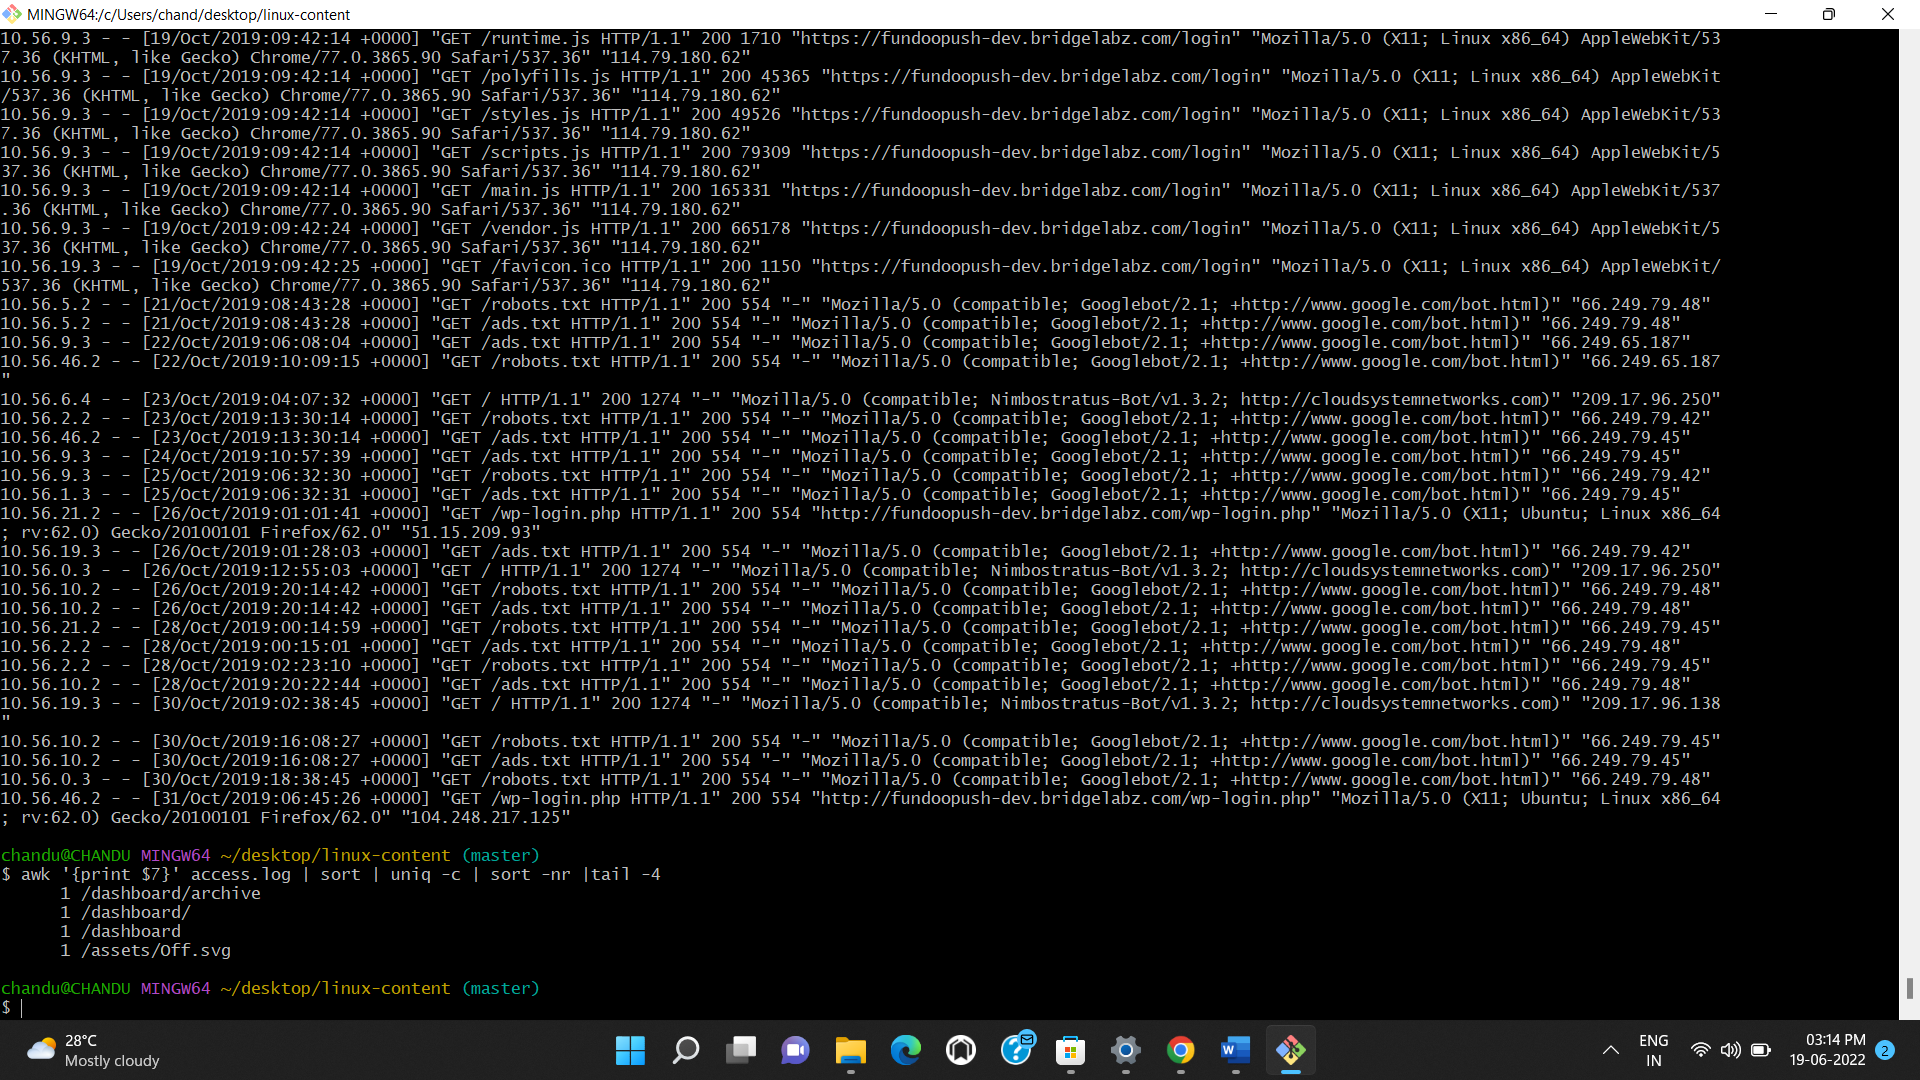 MINGW64:/c/Users/chand/desktop/linux-content
10.56.9.3 - - [19/Oct/2019:09:42:14 +0000] "GET /runtime.js HTTP/1.1" 200 1710 "https://fundoopush-dev.bridgelabz.com/login" "Mozilla/5.0 (X11; Linux x86_64) AppleWebKit/53
7.36 (KHTML, like Gecko) Chrome/77.0.3865.90 Safari/537.36" "114.79.180.62"
10.56.9.3 - - [19/Oct/2019:09:42:14 +0000] "GET /polyfills.js HTTP/1.1" 200 45365 "https://fundoopush-dev.bridgelabz.com/login" "Mozilla/5.0 (X11; Linux x86_64) AppleWebKit
/537.36 (KHTML, like Gecko) Chrome/77.0.3865.90 Safari/537.36" "114.79.180.62"
10.56.9.3 - - [19/Oct/2019:09:42:14 +0000] "GET /styles.js HTTP/1.1" 200 49526 "https://fundoopush-dev.bridgelabz.com/login" "Mozilla/5.0 (X11; Linux x86_64) AppleWebKit/53
7.36 (KHTML, like Gecko) Chrome/77.0.3865.90 Safari/537.36" "114.79.180.62"
10.56.9.3 - - [19/Oct/2019:09:42:14 +0000] "GET /scripts.js HTTP/1.1" 200 79309 "https://fundoopush-dev.bridgelabz.com/login" "Mozilla/5.0 (X11; Linux x86_64) AppleWebKit/5
37.36 (KHTML, like Gecko) Chrome/77.0.3865.90 Safari/537.36" "114.79.180.62"
10.56.9.3 - - [19/Oct/2019:09:42:14 +0000] "GET /main.js HTTP/1.1" 200 165331 "https://fundoopush-dev.bridgelabz.com/login" "Mozilla/5.0 (X11; Linux x86_64) AppleWebKit/537
.36 (KHTML, like Gecko) Chrome/77.0.3865.90 Safari/537.36" "114.79.180.62"
10.56.9.3 - - [19/Oct/2019:09:42:24 +0000] "GET /vendor.js HTTP/1.1" 200 665178 "https://fundoopush-dev.bridgelabz.com/login" "Mozilla/5.0 (X11; Linux x86_64) AppleWebKit/5
37.36 (KHTML, like Gecko) Chrome/77.0.3865.90 Safari/537.36" "114.79.180.62"
10.56.19.3 - - [19/Oct/2019:09:42:25 +0000] "GET /favicon.ico HTTP/1.1" 200 1150 "https://fundoopush-dev.bridgelabz.com/login" "Mozilla/5.0 (X11; Linux x86_64) AppleWebKit/
537.36 (KHTML, like Gecko) Chrome/77.0.3865.90 Safari/537.36" "114.79.180.62"
10.56.5.2 - - [21/Oct/2019:08:43:28 +0000] "GET /robots.txt HTTP/1.1" 200 554 "-" "Mozilla/5.0 (compatible; Googlebot/2.1; +http://www.google.com/bot.html)" "66.249.79.48"
10.56.5.2 - - [21/Oct/2019:08:43:28 +0000] "GET /ads.txt HTTP/1.1" 200 554 "-" "Mozilla/5.0 (compatible; Googlebot/2.1; +http://www.google.com/bot.html)" "66.249.79.48"
10.56.9.3 - - [22/Oct/2019:06:08:04 +0000] "GET /ads.txt HTTP/1.1" 200 554 "-" "Mozilla/5.0 (compatible; Googlebot/2.1; +http://www.google.com/bot.html)" "66.249.65.187"
10.56.46.2 - - [22/Oct/2019:10:09:15 +0000] "GET /robots.txt HTTP/1.1" 200 554 "-" "Mozilla/5.0 (compatible; Googlebot/2.1; +http://www.google.com/bot.html)" "66.249.65.187
"
10.56.6.4 - - [23/Oct/2019:04:07:32 +0000] "GET / HTTP/1.1" 200 1274 "-" "Mozilla/5.0 (compatible; Nimbostratus-Bot/v1.3.2; http://cloudsystemnetworks.com)" "209.17.96.250"
10.56.2.2 - - [23/Oct/2019:13:30:14 +0000] "GET /robots.txt HTTP/1.1" 200 554 "-" "Mozilla/5.0 (compatible; Googlebot/2.1; +http://www.google.com/bot.html)" "66.249.79.42"
10.56.46.2 - - [23/Oct/2019:13:30:14 +0000] "GET /ads.txt HTTP/1.1" 200 554 "-" "Mozilla/5.0 (compatible; Googlebot/2.1; +http://www.google.com/bot.html)" "66.249.79.45"
10.56.9.3 - - [24/Oct/2019:10:57:39 +0000] "GET /ads.txt HTTP/1.1" 200 554 "-" "Mozilla/5.0 (compatible; Googlebot/2.1; +http://www.google.com/bot.html)" "66.249.79.45"
10.56.9.3 - - [25/Oct/2019:06:32:30 +0000] "GET /robots.txt HTTP/1.1" 200 554 "-" "Mozilla/5.0 (compatible; Googlebot/2.1; +http://www.google.com/bot.html)" "66.249.79.42"
10.56.1.3 - - [25/Oct/2019:06:32:31 +0000] "GET /ads.txt HTTP/1.1" 200 554 "-" "Mozilla/5.0 (compatible; Googlebot/2.1; +http://www.google.com/bot.html)" "66.249.79.45"
10.56.21.2 - - [26/Oct/2019:01:01:41 +0000] "GET /wp-login.php HTTP/1.1" 200 554 "http://fundoopush-dev.bridgelabz.com/wp-login.php" "Mozilla/5.0 (X11; Ubuntu; Linux x86_64
; rv:62.0) Gecko/20100101 Firefox/62.0" "51.15.209.93"
10.56.19.3 - - [26/Oct/2019:01:28:03 +0000] "GET /ads.txt HTTP/1.1" 200 554 "-" "Mozilla/5.0 (compatible; Googlebot/2.1; +http://www.google.com/bot.html)" "66.249.79.42"
10.56.0.3 - - [26/Oct/2019:12:55:03 +0000] "GET / HTTP/1.1" 200 1274 "-" "Mozilla/5.0 (compatible; Nimbostratus-Bot/v1.3.2; http://cloudsystemnetworks.com)" "209.17.96.250"
10.56.10.2 - - [26/Oct/2019:20:14:42 +0000] "GET /robots.txt HTTP/1.1" 200 554 "-" "Mozilla/5.0 (compatible; Googlebot/2.1; +http://www.google.com/bot.html)" "66.249.79.48"
10.56.10.2 - - [26/Oct/2019:20:14:42 +0000] "GET /ads.txt HTTP/1.1" 200 554 "-" "Mozilla/5.0 (compatible; Googlebot/2.1; +http://www.google.com/bot.html)" "66.249.79.48"
10.56.21.2 - - [28/Oct/2019:00:14:59 +0000] "GET /robots.txt HTTP/1.1" 200 554 "-" "Mozilla/5.0 (compatible; Googlebot/2.1; +http://www.google.com/bot.html)" "66.249.79.45"
10.56.2.2 - - [28/Oct/2019:00:15:01 +0000] "GET /ads.txt HTTP/1.1" 200 554 "-" "Mozilla/5.0 (compatible; Googlebot/2.1; +http://www.google.com/bot.html)" "66.249.79.48"
10.56.2.2 - - [28/Oct/2019:02:23:10 +0000] "GET /robots.txt HTTP/1.1" 200 554 "-" "Mozilla/5.0 (compatible; Googlebot/2.1; +http://www.google.com/bot.html)" "66.249.79.45"
10.56.10.2 - - [28/Oct/2019:20:22:44 +0000] "GET /ads.txt HTTP/1.1" 200 554 "-" "Mozilla/5.0 (compatible; Googlebot/2.1; +http://www.google.com/bot.html)" "66.249.79.48"
10.56.19.3 - - [30/Oct/2019:02:38:45 +0000] "GET / HTTP/1.1" 200 1274 "-" "Mozilla/5.0 (compatible; Nimbostratus-Bot/v1.3.2; http://cloudsystemnetworks.com)" "209.17.96.138
"
10.56.10.2 - - [30/Oct/2019:16:08:27 +0000] "GET /robots.txt HTTP/1.1" 200 554 "-" "Mozilla/5.0 (compatible; Googlebot/2.1; +http://www.google.com/bot.html)" "66.249.79.45"
10.56.10.2 - - [30/Oct/2019:16:08:27 +0000] "GET /ads.txt HTTP/1.1" 200 554 "-" "Mozilla/5.0 (compatible; Googlebot/2.1; +http://www.google.com/bot.html)" "66.249.79.45"
10.56.0.3 - - [30/Oct/2019:18:38:45 +0000] "GET /robots.txt HTTP/1.1" 200 554 "-" "Mozilla/5.0 (compatible; Googlebot/2.1; +http://www.google.com/bot.html)" "66.249.79.48"
10.56.46.2 - - [31/Oct/2019:06:45:26 +0000] "GET /wp-login.php HTTP/1.1" 200 554 "http://fundoopush-dev.bridgelabz.com/wp-login.php" "Mozilla/5.0 (X11; Ubuntu; Linux x86_64
; rv:62.0) Gecko/20100101 Firefox/62.0" "104.248.217.125"
chandu@CHANDU MINGW64 ~/desktop/linux-content (master)
$ awk '{print $7}' access.log | sort | uniq -c | sort -nr |tail -4
1 /dashboard/archive
1 /dashboard/
1 /dashboard
1 /assets/Off.svg
chandu@CHANDU MINGW64 ~/desktop/linux-content (master)
$
28°C
Mostly cloudy
W
ENG
IN
03:14 PM
19-06-2022
2